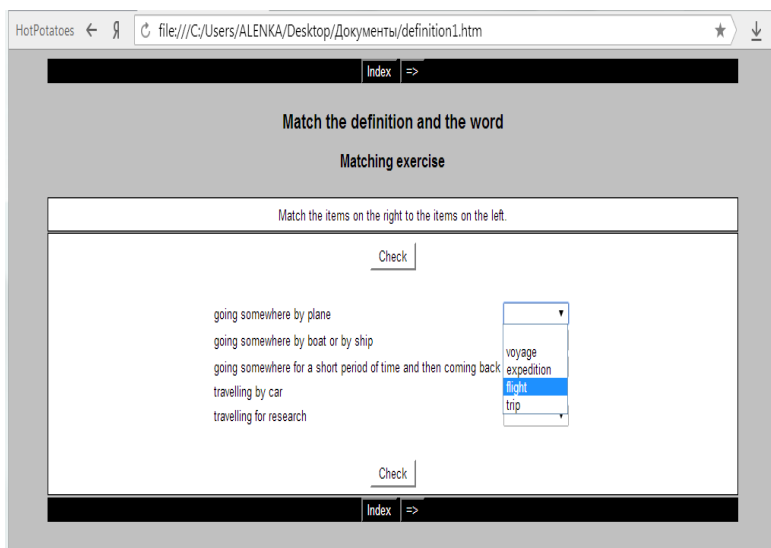 HotPotatoes ← Я file:///C:/Users/ALENKA/Desktop/Документы/definition1.htm
Index =>
Match the definition and the word
Matching exercise
Match the items on the right to the items on the left.
Check
going somewhere by plane
going somewhere by boat or by ship
going somewhere for a short period of time and then coming back
travelling by car
travelling for research
voyage
expedition
flight
trip
Check
Index =>